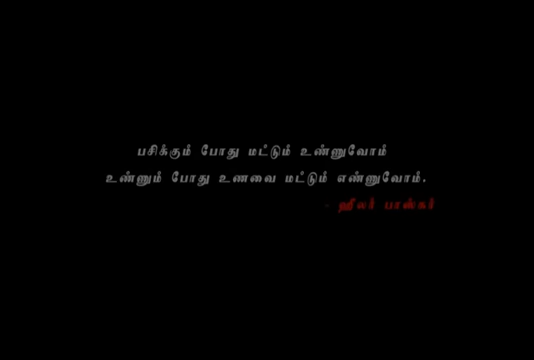 பசிக்கும் போது மட்டும் உண்ணுவோம்
உண்ணும் போது உணவை மட்டும் எண்ணுவோம்.
- ஹீலர் பாஸ்கர்